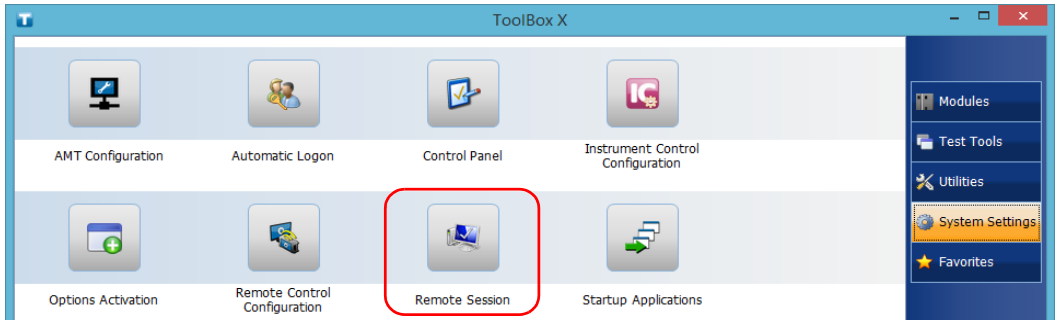 ToolBox X
AMT Configuration
Automatic Logon
Control Panel
Instrument Control
Configuration
Options Activation
Remote Control
Configuration
Remote Session
Startup Applications
Modules
Test Tools
Utilities
System Settings
Favorites